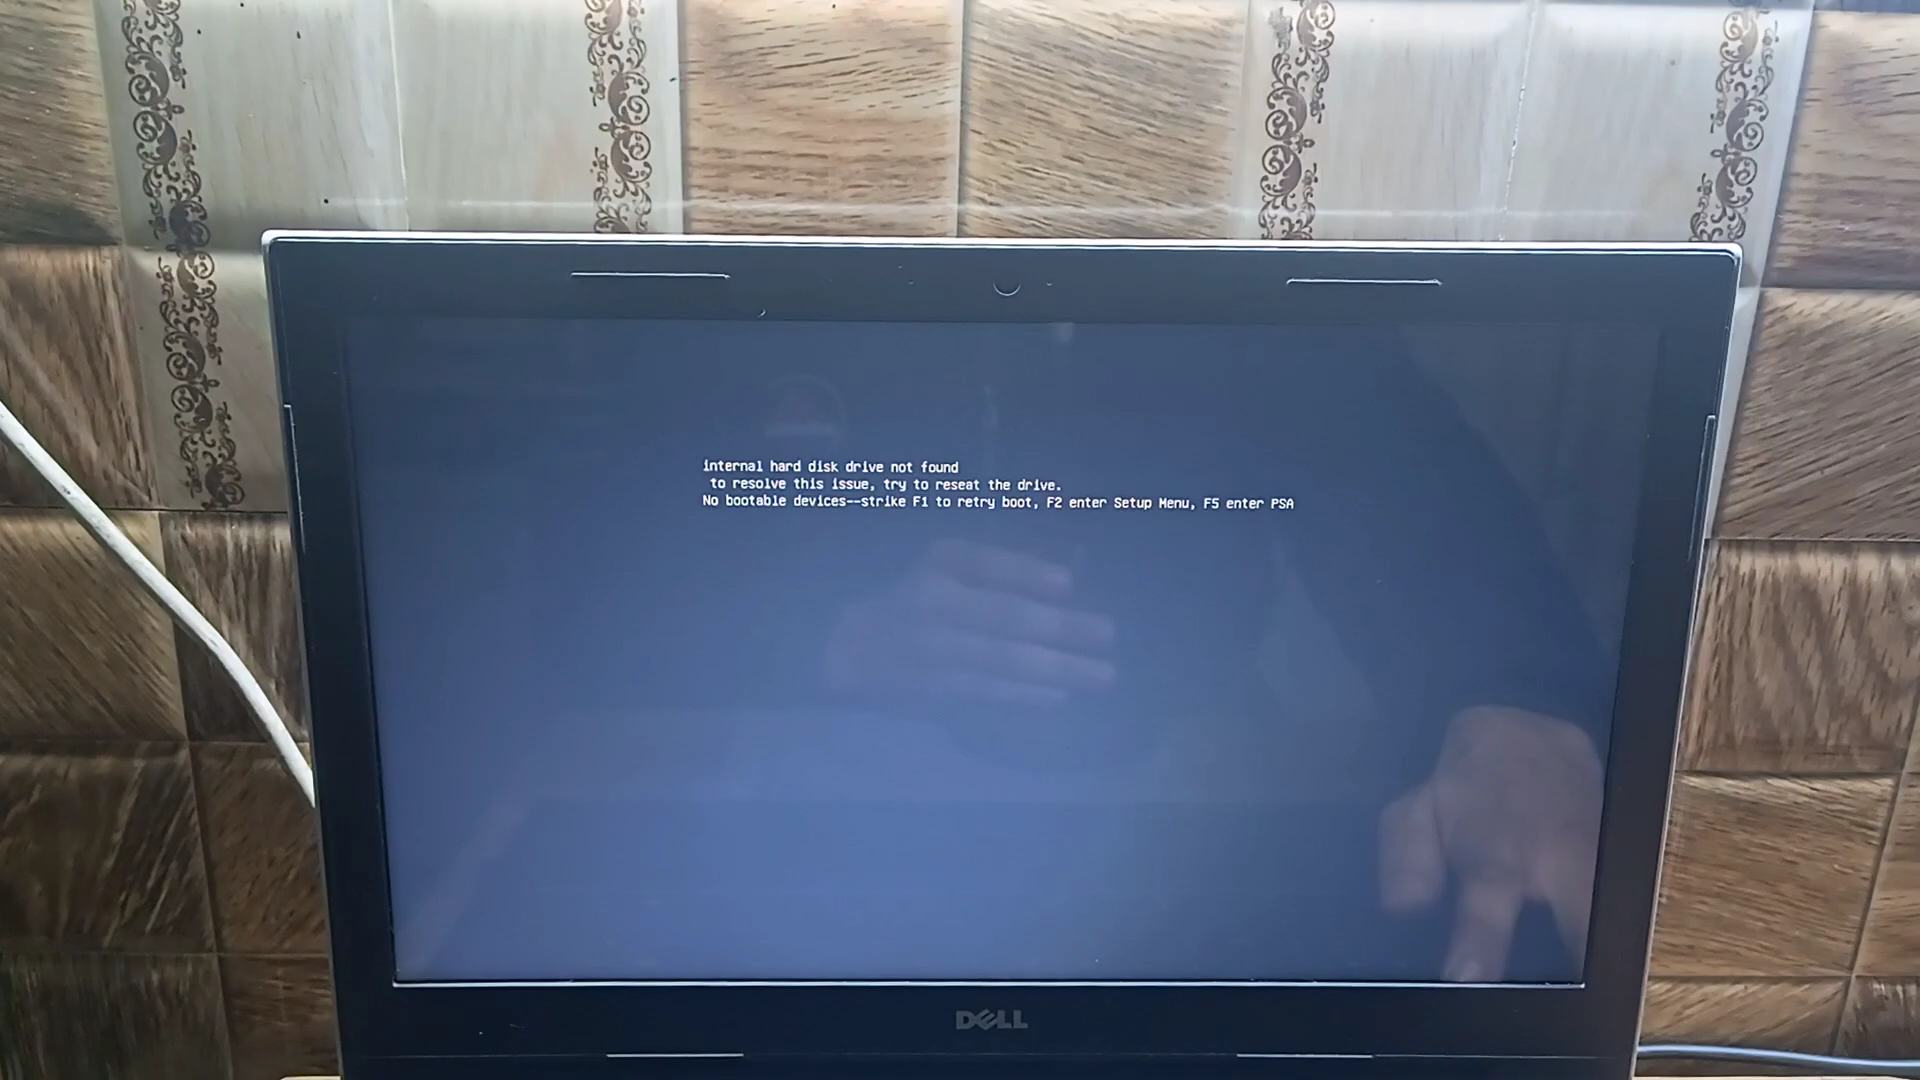 internal hard disk drive not found
to resolve this issue, try to reseat the drive.
No bootable devices--strike F1 to retry boot, F2 enter Setup Menu, F5 enter PSA
DELL